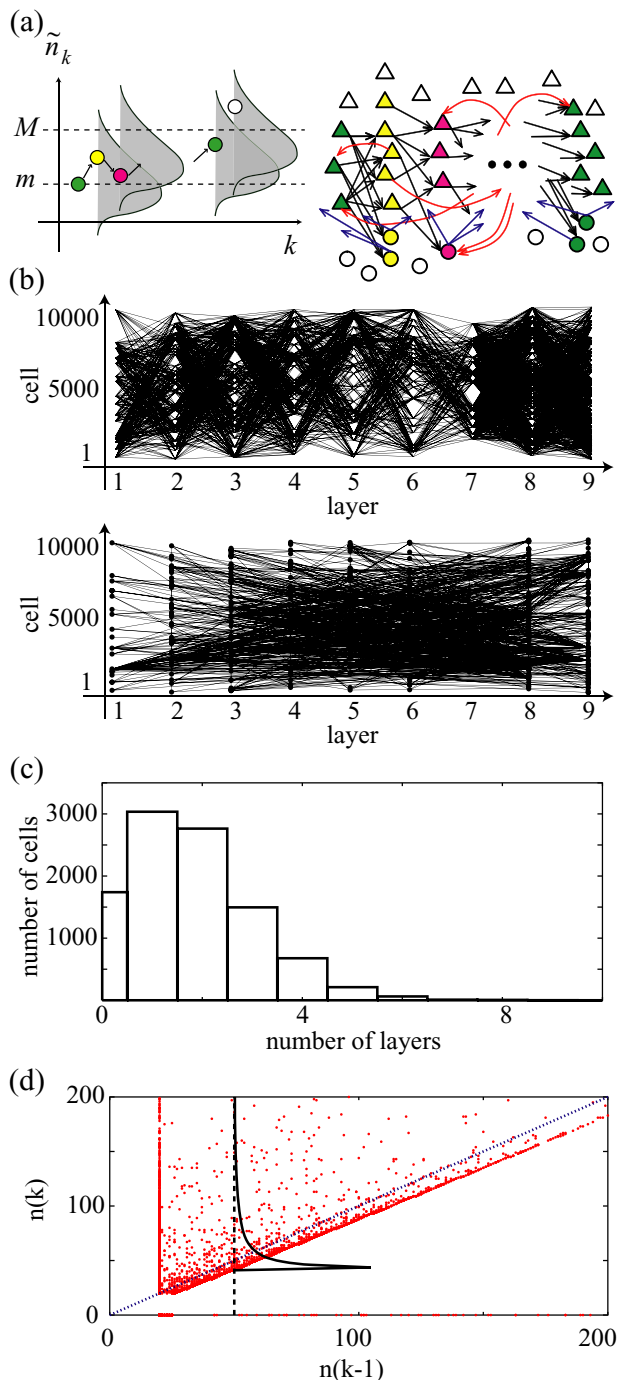 (a)
ñ_k
M
m
k
(b)
10000
5000
1
cell
1 2 3 4 5 6 7 8 9
layer
10000
5000
1
cell
1 2 3 4 5 6 7 8 9
layer
(c)
3000
2000
1000
number of cells
0 4 8
number of layers
(d)
200
100
0
n(k)
0 100 200
n(k-1)